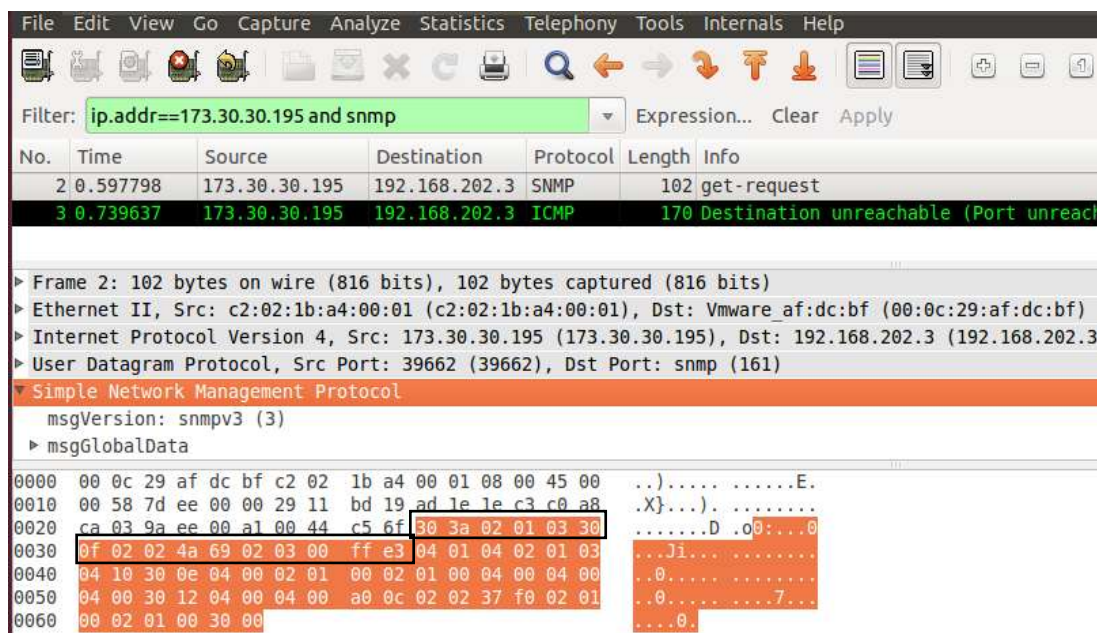 File Edit View Go Capture Analyze Statistics Telephony Tools Internals Help
Filter: ip.addr==173.30.30.195 and snmp Expression... Clear Apply
No. Time Source Destination Protocol Length Info
2 0.597798 173.30.30.195 192.168.202.3 SNMP 102 get-request
3 0.739637 173.30.30.195 192.168.202.3 ICMP 170 Destination unreachable (Port unreach
Frame 2: 102 bytes on wire (816 bits), 102 bytes captured (816 bits)
Ethernet II, Src: c2:02:1b:a4:00:01 (c2:02:1b:a4:00:01), Dst: Vmware_af:dc:bf (00:0c:29:af:dc:bf)
Internet Protocol Version 4, Src: 173.30.30.195 (173.30.30.195), Dst: 192.168.202.3 (192.168.202.3
User Datagram Protocol, Src Port: 39662 (39662), Dst Port: snmp (161)
Simple Network Management Protocol
msgVersion: snmpv3 (3)
msgGlobalData
0000 00 0c 29 af dc bf c2 02 1b a4 00 01 08 00 45 00 ..)..... ......E.
0010 00 58 7d ee 00 00 29 11 bd 19 ad 1e 1e c3 c0 a8 .X}...). ........
0020 ca 03 9a ee 00 a1 00 44 c5 6f 30 3a 02 01 03 30 .......D .o0:...0
0030 0f 02 02 4a 69 02 03 00 ff e3 04 01 04 02 01 03 ...Ji... ........
0040 04 10 30 0e 04 00 02 01 00 02 01 00 04 00 04 00 ..0..... ........
0050 04 00 30 12 04 00 04 00 a0 0c 02 02 37 f0 02 01 ..0..... ....7...
0060 00 02 01 00 30 00 ....0.